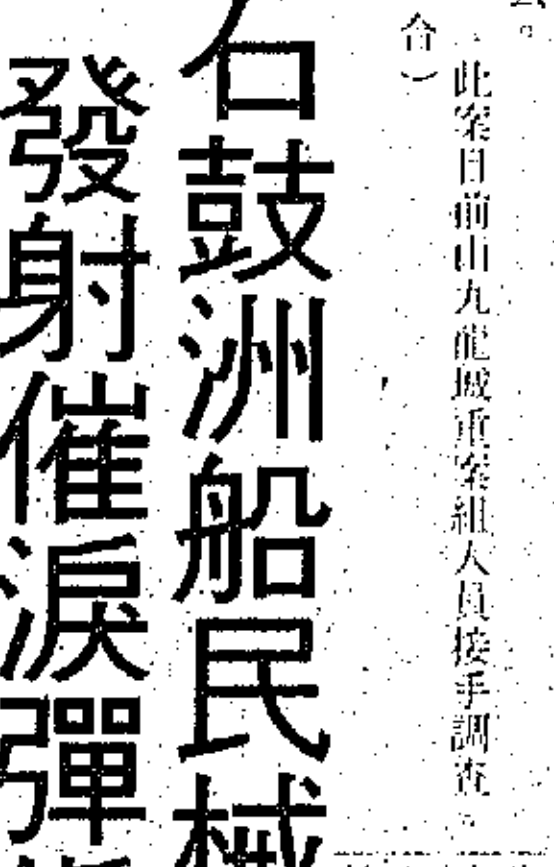 此案目前由九龍城重案組人員接手調查。
合）
石鼓洲船民械
發射催淚彈